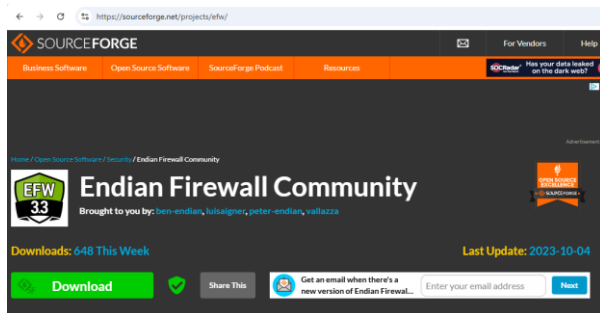 https://sourceforge.net/projects/efw/
SOURCEFORGE
For Vendors Help
Business Software Open Source Software SourceForge Podcast Resources
SOCRadar Has your data leaked
on the dark web?
Advertisement
Home / Open Source Software / Security / Endian Firewall Community
EFW
3.3
Endian Firewall Community
OPEN SOURCE
EXCELLENCE
SOURCEFORGE
Brought to you by: ben-endian, luisaigner, peter-endian, vallazza
Downloads: 648 This Week
Last Update: 2023-10-04
Download
Share This
Get an email when there's a
new version of Endian Firewal...
Enter your email address
Next